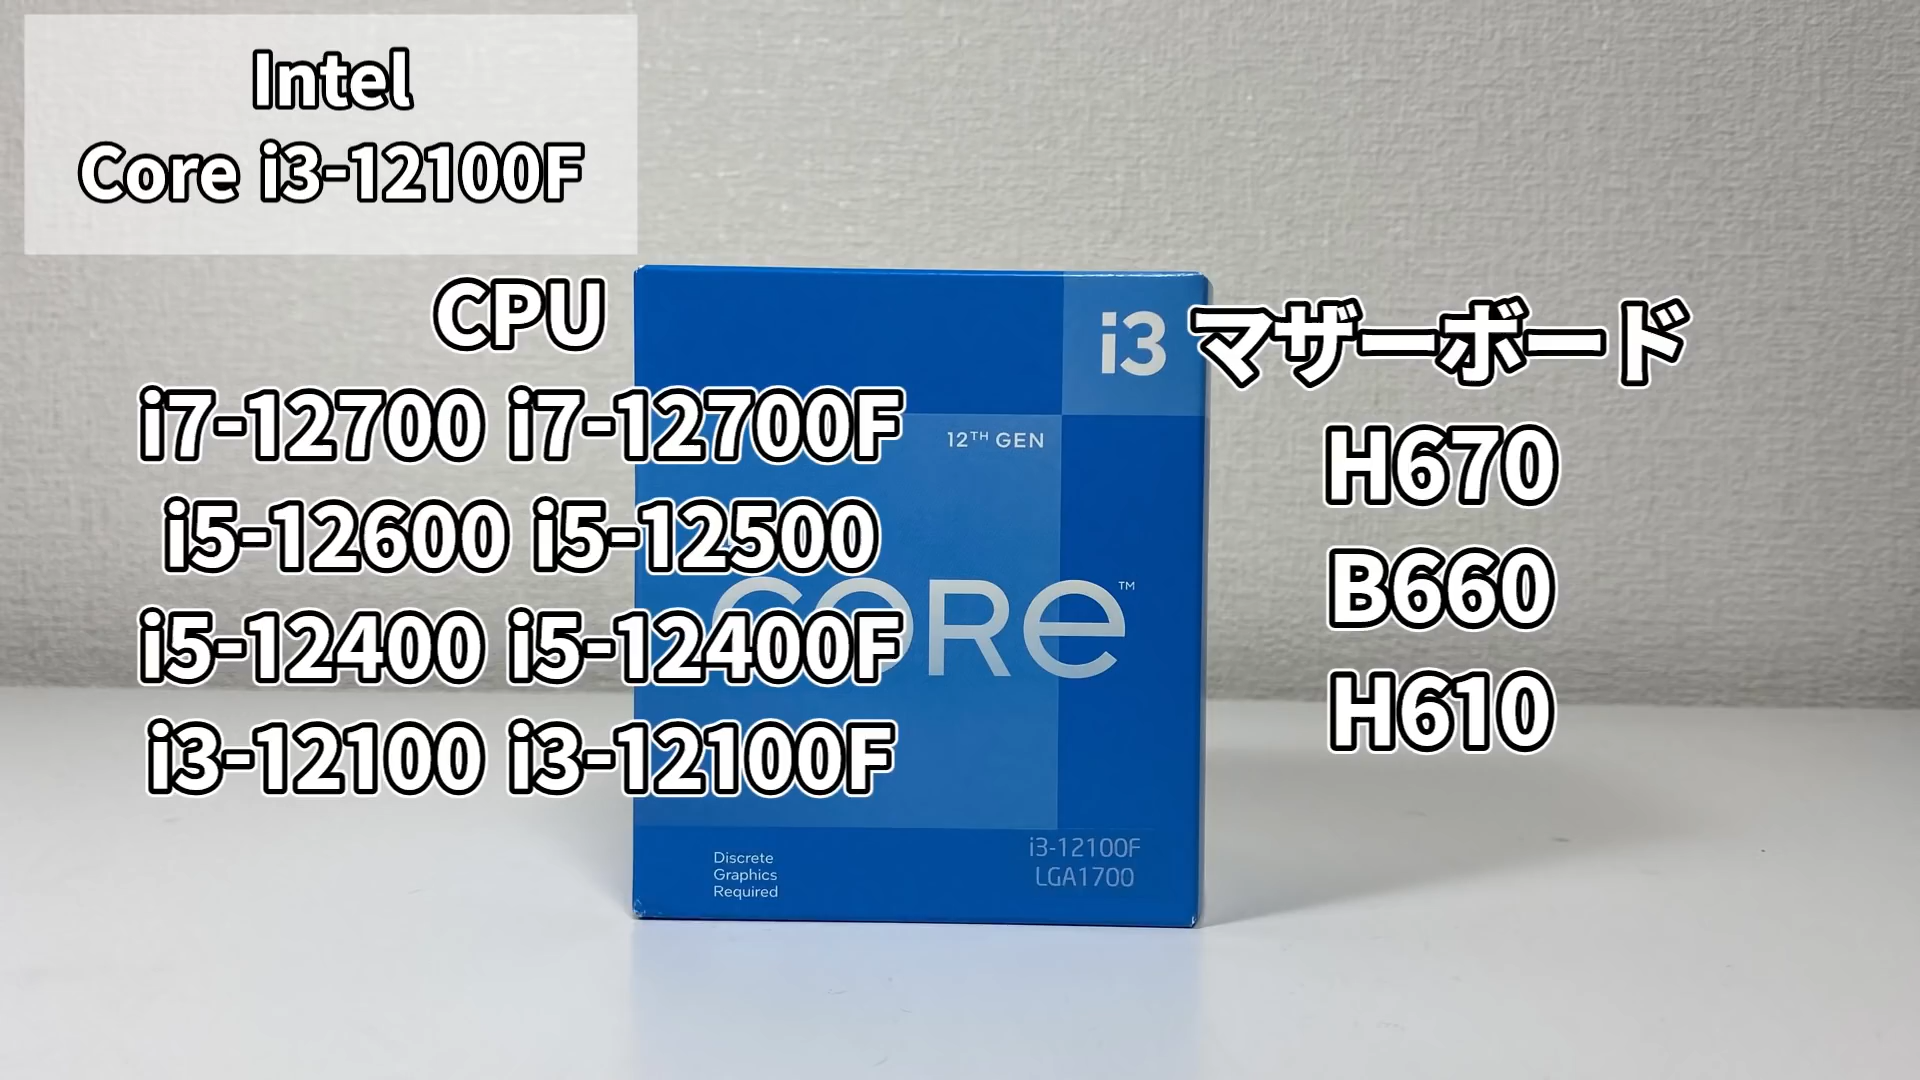 Intel
Core i3-12100F
CPU
i7-12700 i7-12700F
i5-12600 i5-12500
i5-12400 i5-12400F
i3-12100 i3-12100F
マザーボード
H670
B660
H610
i3
12TH GEN
CORE™
Discrete
Graphics
Required
i3-12100F
LGA1700